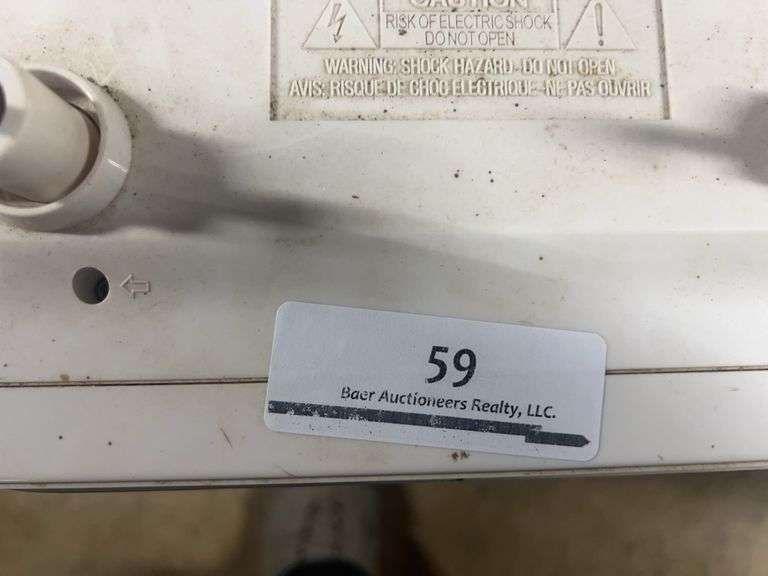 CAUTION
RISK OF ELECTRIC SHOCK
DO NOT OPEN
WARNING: SHOCK HAZARD-DO NOT OPEN
AVIS: RISQUE DE CHOC ELECTRIQUE-NE PAS OUVRIR
59
Baer Auctioneers Realty, LLC.